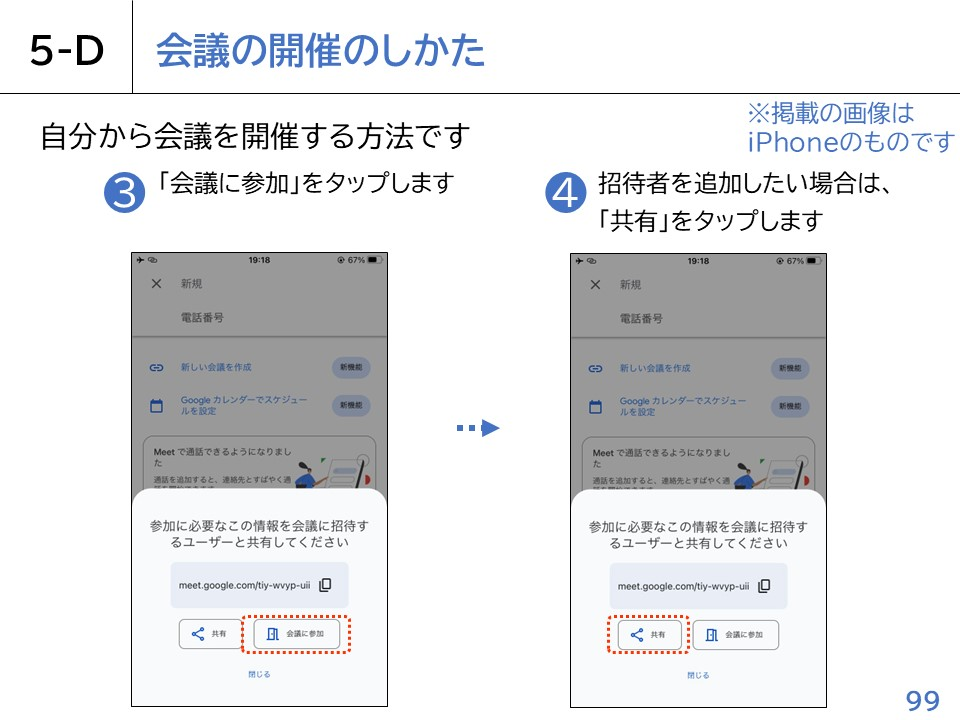 5-D
会議の開催のしかた
自分から会議を開催する方法です
※掲載の画像は
iPhoneのものです
3
「会議に参加」をタップします
4
招待者を追加したい場合は、
「共有」をタップします
19:18
67%
新規
電話番号
新しい会議を作成
新機能
Google カレンダーでスケジュー
ルを設定
新機能
Meet で通話できるようになりまし
た
通話を追加すると、連絡先とすばやく通
参加に必要なこの情報を会議に招待す
るユーザーと共有してください
meet.google.com/tiy-wvyp-uii
共有
会議に参加
閉じる
19:18
67%
新規
電話番号
新しい会議を作成
新機能
Google カレンダーでスケジュー
ルを設定
新機能
Meet で通話できるようになりまし
た
通話を追加すると、連絡先とすばやく通
参加に必要なこの情報を会議に招待す
るユーザーと共有してください
meet.google.com/tiy-wvyp-uii
共有
会議に参加
閉じる
99